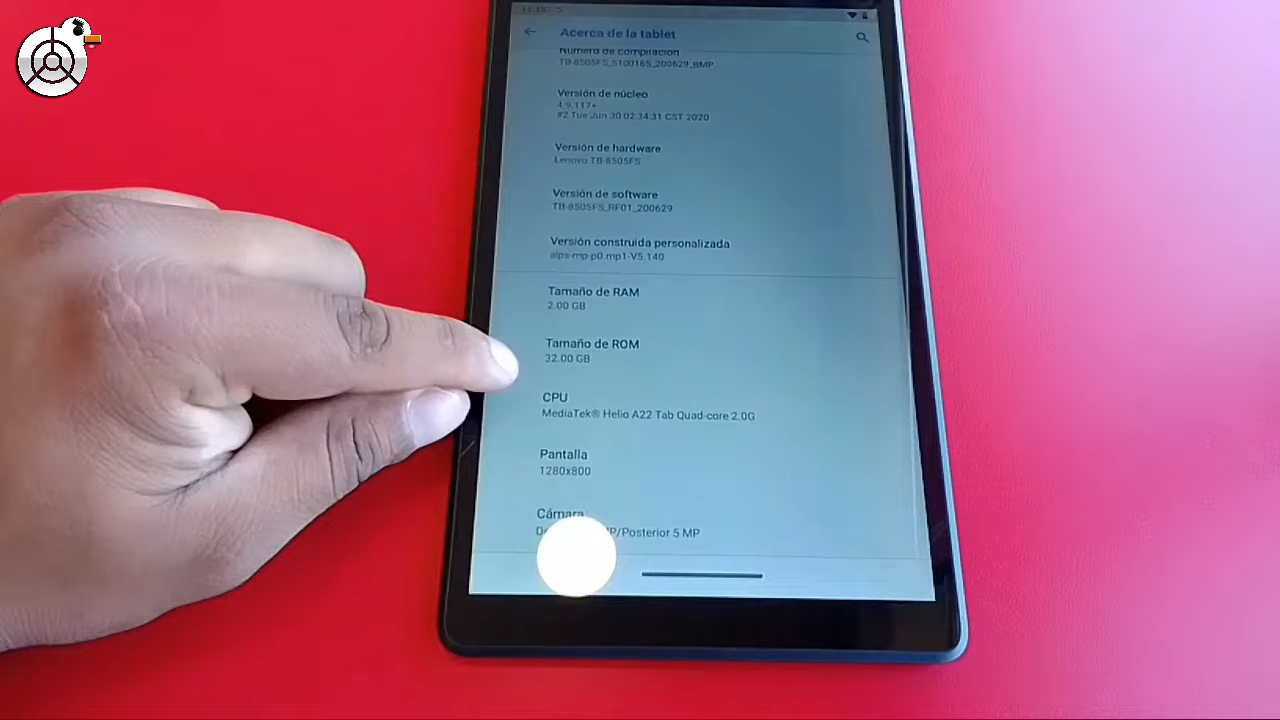 Acerca de la tablet
Número de compilación
TB-8505FS_S100165_200629_BMP
Versión de núcleo
4.9.117+
#2 Tue Jun 30 02:34:31 CST 2020
Versión de hardware
Lenovo TB-8505FS
Versión de software
TB-8505FS_RF01_200629
Versión construida personalizada
alps-mp-p0.mp1-V5.140
Tamaño de RAM
2.00 GB
Tamaño de ROM
32.00 GB
CPU
MediaTek® Helio A22 Tab Quad-core 2.0G
Pantalla
1280x800
Cámara
/Posterior 5 MP